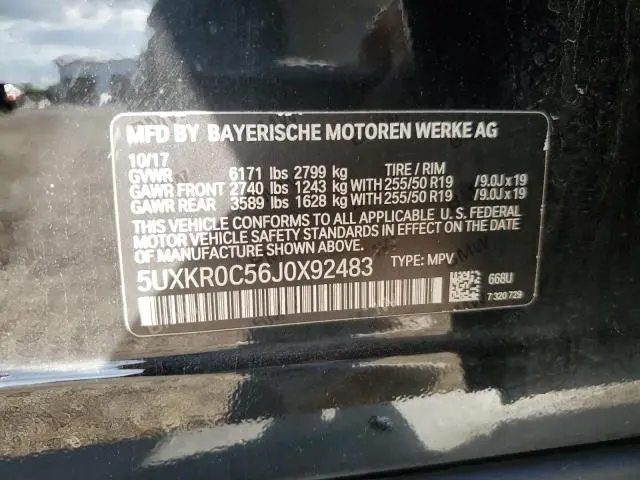 MFD BY BAYERISCHE MOTOREN WERKE AG
10/17
GVWR 6171 lbs 2799 kg TIRE / RIM
GAWR FRONT 2740 lbs 1243 kg WITH 255/50 R19 /9.0J x 19
GAWR REAR 3589 lbs 1628 kg WITH 255/50 R19 /9.0J x 19
THIS VEHICLE CONFORMS TO ALL APPLICABLE U. S. FEDERAL
MOTOR VEHICLE SAFETY STANDARDS IN EFFECT ON THE DATE
OF MANUFACTURE SHOWN ABOVE.
5UXKR0C56J0X92483 TYPE: MPV
668U
7 320 729